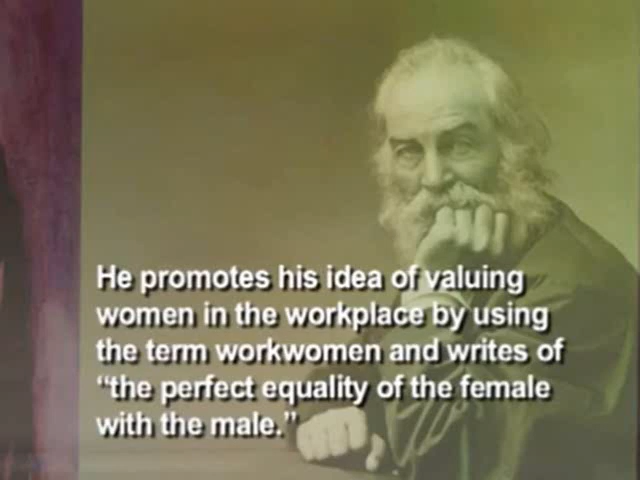 He promotes his idea of valuing
women in the workplace by using
the term workwomen and writes of
“the perfect equality of the female
with the male.”